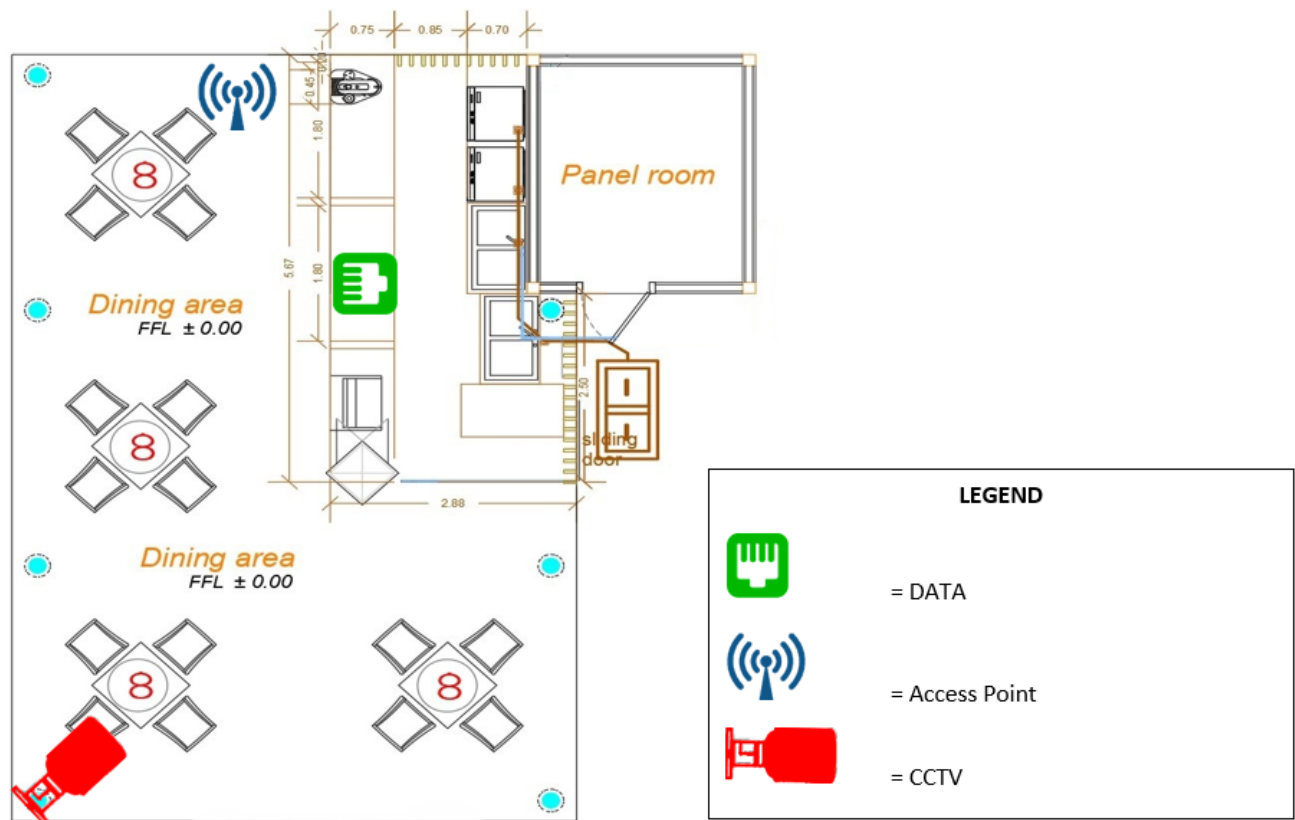 0.75
0.85
0.70
0.20
0.45
1.80
5.67
1.80
Panel room
8
Dining area
FFL ± 0.00
2.50
8
sliding
door
2.88
Dining area
FFL ± 0.00
8
8
LEGEND
= DATA
= Access Point
= CCTV